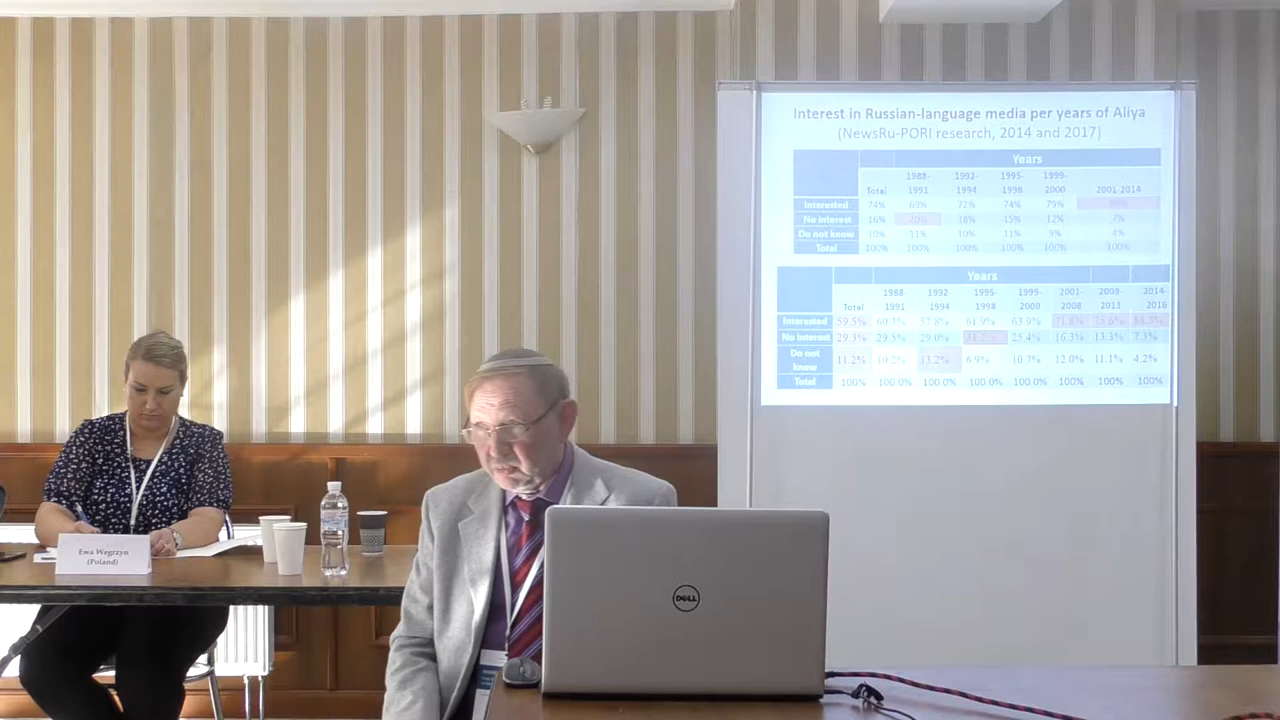 Interest in Russian-language media per years of Aliya
(NewsRu-PORI research, 2014 and 2017)
Years
1988- 1992- 1995- 1999-
Total 1991 1994 1998 2000 2001-2014
Interested 74% 69% 72% 74% 79%
No interest 16% 20% 18% 15% 12% 7%
Do not know 10% 11% 10% 11% 9% 4%
Total 100% 100% 100% 100% 100% 100%
Years
1988- 1992- 1995- 1999- 2001- 2009- 2014-
Total 1991 1994 1998 2000 2008 2013 2016
Interested 59.5% 60.3% 57.8% 61.9% 63.9% 71.8% 75.6%
No Interest 29.3% 29.5% 29.0% 31.2% 25.4% 16.3% 13.3% 7.3%
Do not
know 11.2% 10.2% 13.2% 6.9% 10.7% 12.0% 11.1% 4.2%
Total 100% 100.0% 100.0% 100.0% 100.0% 100% 100% 100%
Ewa Węgrzyn
(Poland)
DELL